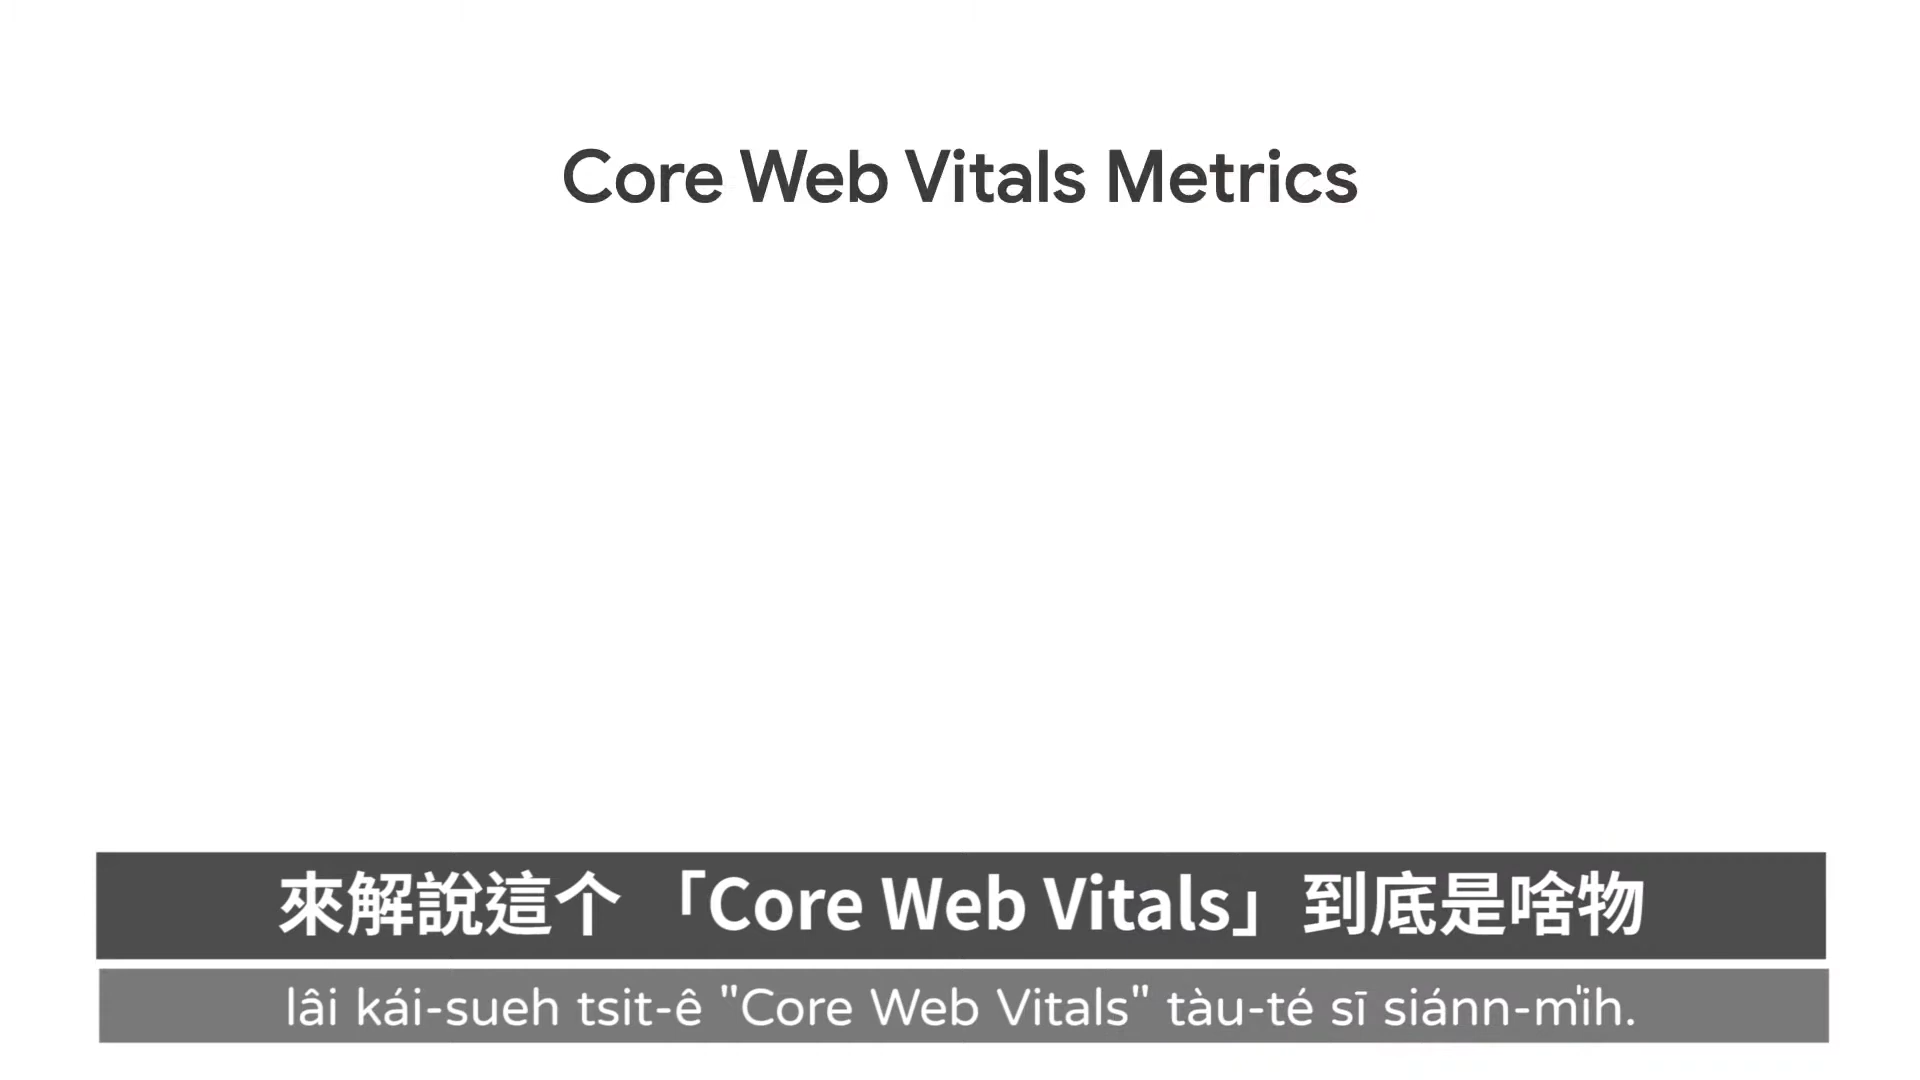 Core Web Vitals Metrics
來解說這个 「Core Web Vitals」到底是啥物
lâi kái-sueh tsit-ê "Core Web Vitals" tàu-té sī siánn-mi̍h.